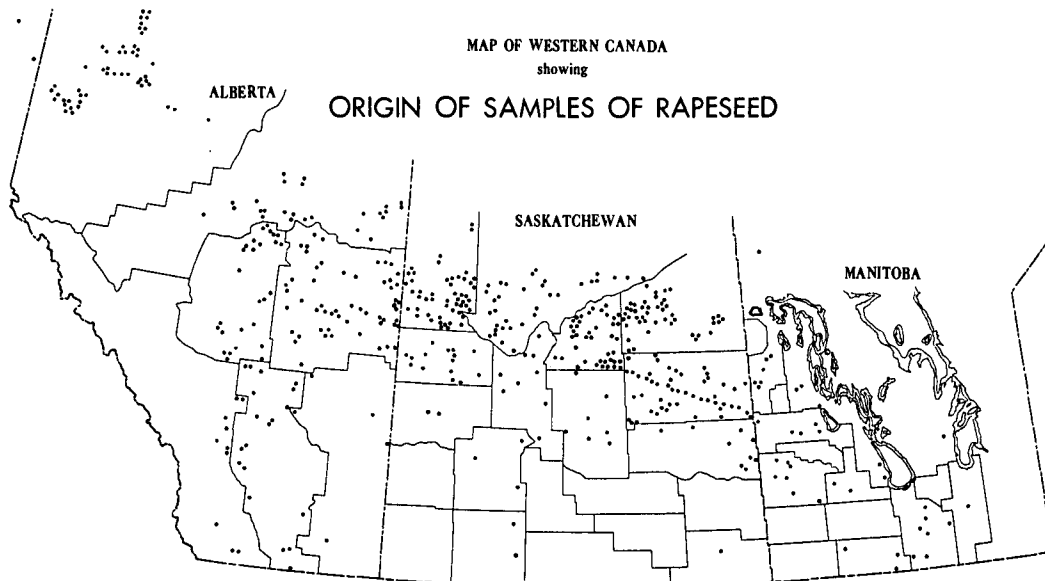 MAP OF WESTERN CANADA
showing
ORIGIN OF SAMPLES OF RAPESEED
ALBERTA
SASKATCHEWAN
MANITOBA